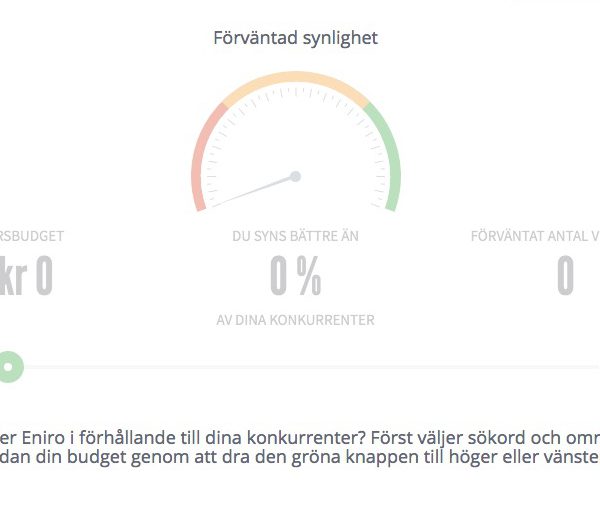 Förväntad synlighet
RSBUDGET
DU SYNS BÄTTRE ÄN
FÖRVÄNTAT ANTAL V
kr 0
0 %
0
AV DINA KONKURRENTER
er Eniro i förhållande till dina konkurrenter? Först väljer sökord och omr
dan din budget genom att dra den gröna knappen till höger eller vänste